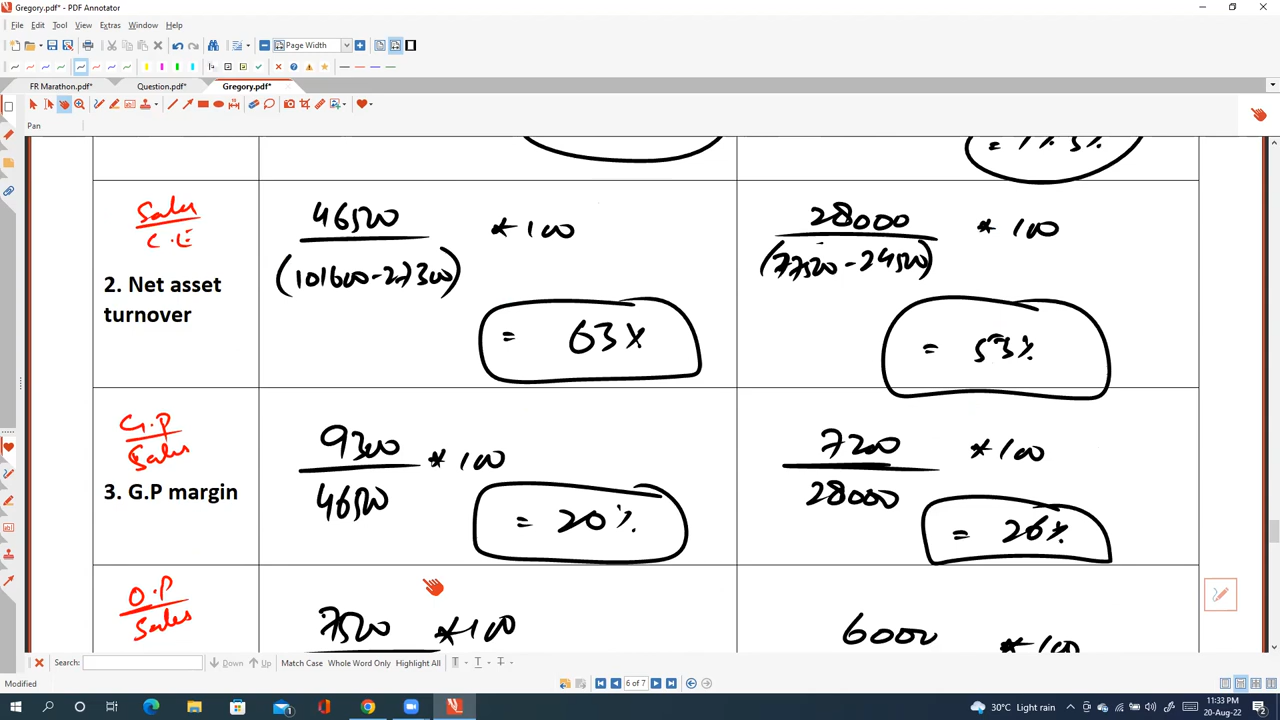 Gregory.pdf* - PDF Annotator
File Edit Tool View Extras Window Help
Page Width
FR Marathon.pdf* Question.pdf* Gregory.pdf*
Pan
Sales
C.E
2. Net asset
turnover
46500
(101600-27300)
* 100
= 63%
28000
(77500-24500)
* 100
= 53%
G.P
Sales
3. G.P margin
9300
46500
* 100
= 20%
7200
28000
* 100
= 26%
O.P
Sales
7500
* 100
6000
* 100
Search: Down Up Match Case Whole Word Only Highlight All
Modified
6 of 7
30°C Light rain
11:33 PM
20-Aug-22